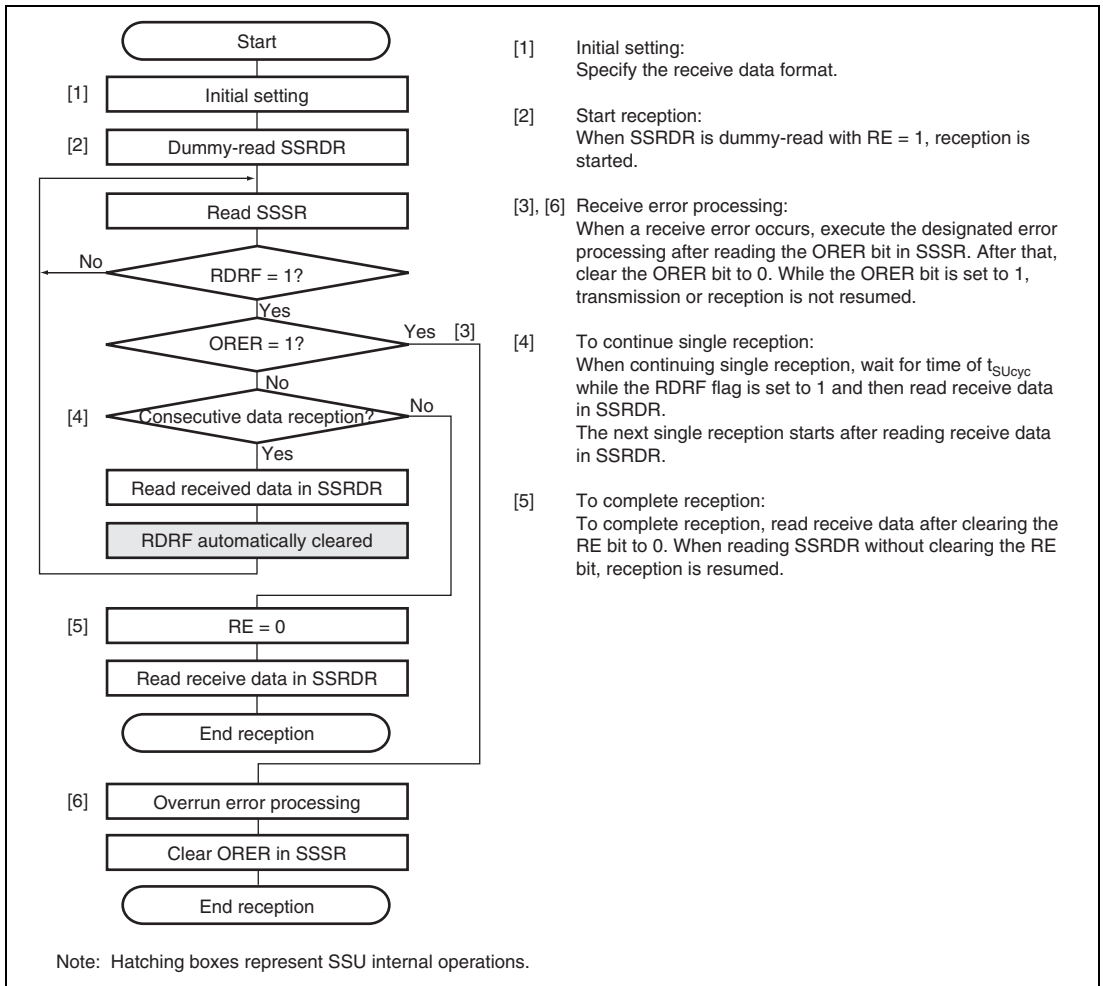 Start
[1] Initial setting
[2] Dummy-read SSRDR
Read SSSR
No
RDRF = 1?
Yes
ORER = 1?
Yes [3]
No
[4] Consecutive data reception?
No
Yes
Read received data in SSRDR
RDRF automatically cleared
[5] RE = 0
Read receive data in SSRDR
End reception
[6] Overrun error processing
Clear ORER in SSSR
End reception
[1] Initial setting:
Specify the receive data format.
[2] Start reception:
When SSRDR is dummy-read with RE = 1, reception is
started.
[3], [6] Receive error processing:
When a receive error occurs, execute the designated error
processing after reading the ORER bit in SSSR. After that,
clear the ORER bit to 0. While the ORER bit is set to 1,
transmission or reception is not resumed.
[4] To continue single reception:
When continuing single reception, wait for time of tSUcyc
while the RDRF flag is set to 1 and then read receive data
in SSRDR.
The next single reception starts after reading receive data
in SSRDR.
[5] To complete reception:
To complete reception, read receive data after clearing the
RE bit to 0. When reading SSRDR without clearing the RE
bit, reception is resumed.
Note: Hatching boxes represent SSU internal operations.